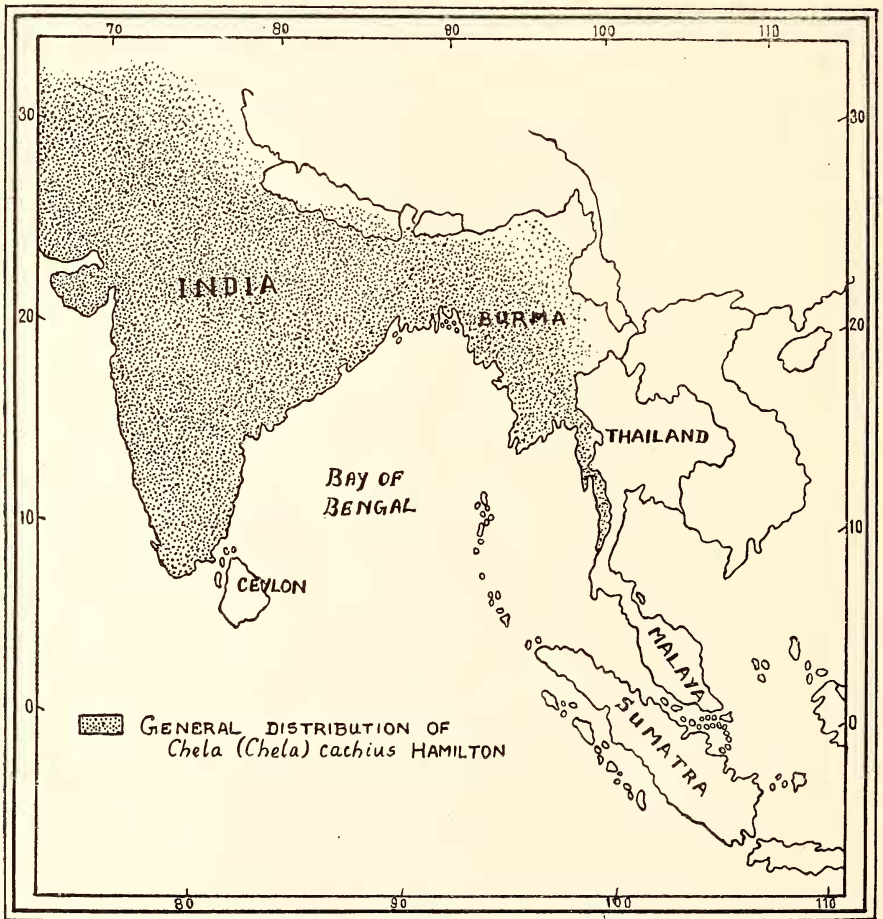 70 80 90 100 110
30 30
INDIA
20 BURMA 20
THAILAND
BAY OF
BENGAL
10 10
CEYLON
MALAYA
0 SUMATRA 0
GENERAL DISTRIBUTION OF
Chela (Chela) cachius HAMILTON
80 90 100 110